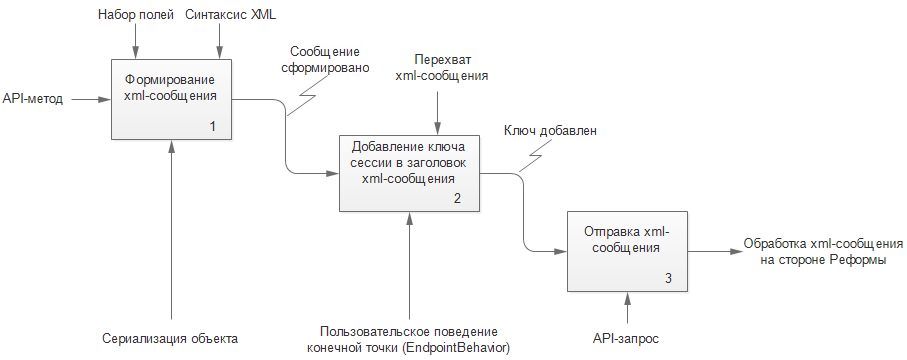 Набор полей
Синтаксис XML
API-метод
Формирование
xml-сообщения
1
Сообщение
сформировано
Перехват
xml-сообщения
Добавление ключа
сессии в заголовок
xml-сообщения
2
Ключ добавлен
Отправка xml-
сообщения
3
Обработка xml-сообщения
на стороне Реформы
Сериализация объекта
Пользовательское поведение
конечной точки (EndpointBehavior)
API-запрос